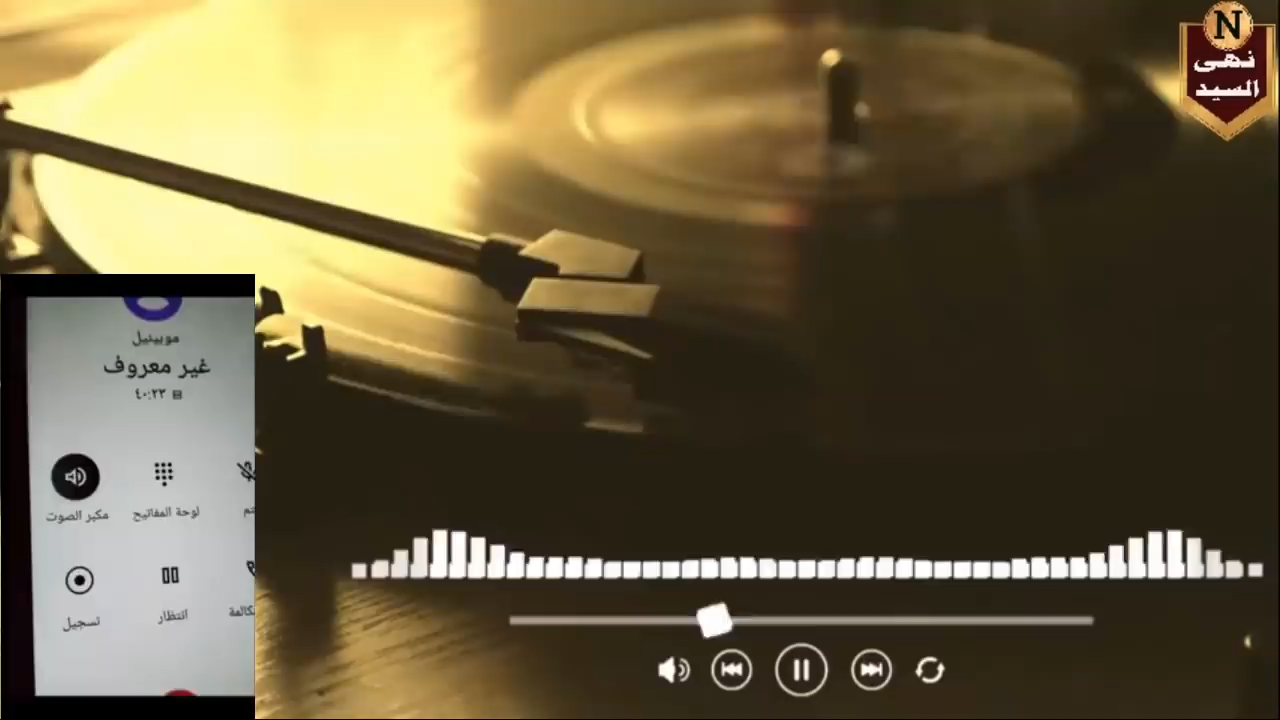 N
نهى
السيد
موبينيل
غير معروف
٤٠:٢٣
مكبر الصوت
لوحة المفاتيح
تسجيل
انتظار